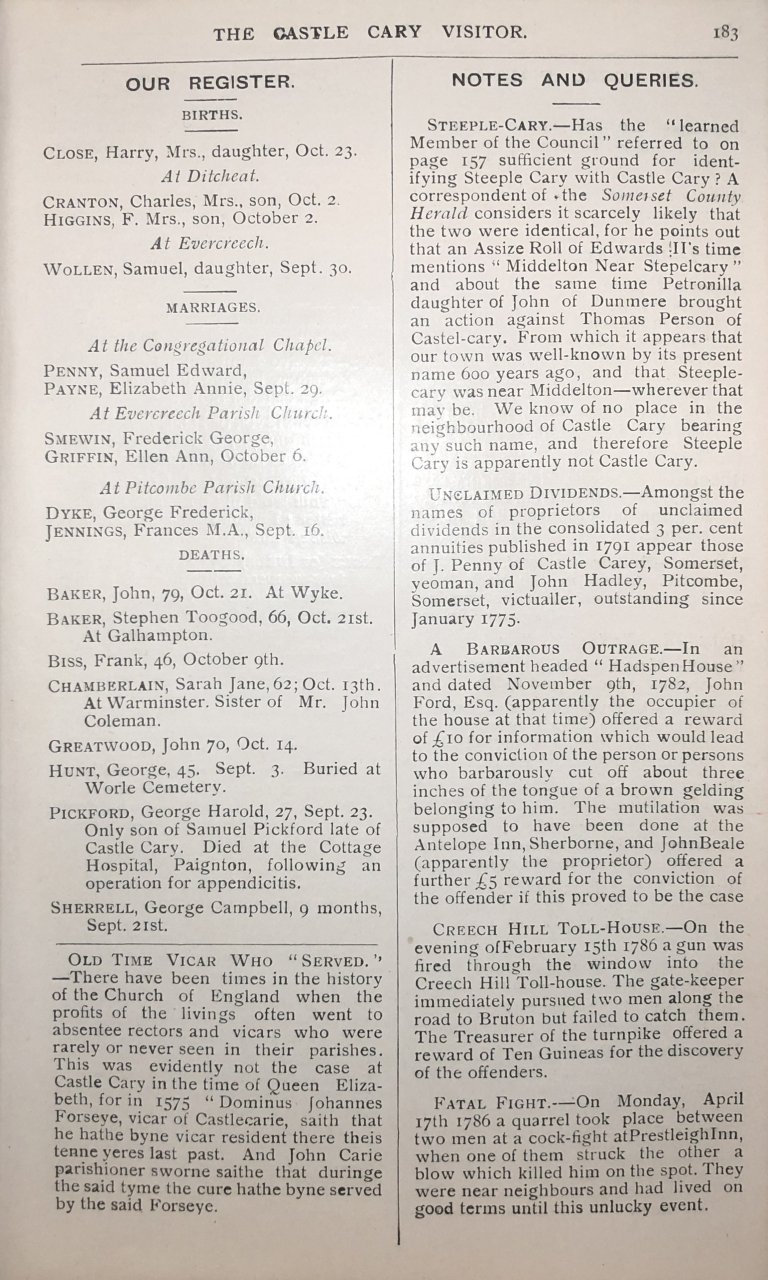 THE CASTLE CARY VISITOR. 183
OUR REGISTER.
BIRTHS.
CLOSE, Harry, Mrs., daughter, Oct. 23.
At Ditcheat.
CRANTON, Charles, Mrs., son, Oct. 2.
HIGGINS, F. Mrs., son, October 2.
At Evercreech.
WOLLEN, Samuel, daughter, Sept. 30.
MARRIAGES.
At the Congregational Chapel.
PENNY, Samuel Edward,
PAYNE, Elizabeth Annie, Sept. 29.
At Evercreech Parish Church.
SMEWIN, Frederick George,
GRIFFIN, Ellen Ann, October 6.
At Pitcombe Parish Church.
DYKE, George Frederick,
JENNINGS, Frances M.A., Sept. 16.
DEATHS.
BAKER, John, 79, Oct. 21. At Wyke.
BAKER, Stephen Toogood, 66, Oct. 21st.
At Galhampton.
BISS, Frank, 46, October 9th.
CHAMBERLAIN, Sarah Jane, 62; Oct. 13th.
At Warminster. Sister of Mr. John
Coleman.
GREATWOOD, John 70, Oct. 14.
HUNT, George, 45. Sept. 3. Buried at
Worle Cemetery.
PICKFORD, George Harold, 27, Sept. 23.
Only son of Samuel Pickford late of
Castle Cary. Died at the Cottage
Hospital, Paignton, following an
operation for appendicitis.
SHERRELL, George Campbell, 9 months,
Sept. 21st.
OLD TIME VICAR WHO "SERVED."
—There have been times in the history
of the Church of England when the
profits of the livings often went to
absentee rectors and vicars who were
rarely or never seen in their parishes.
This was evidently not the case at
Castle Cary in the time of Queen Eliza-
beth, for in 1575 "Dominus Johannes
Forseye, vicar of Castlecarie, saith that
he hathe byne vicar resident there theis
tenne yeres last past. And John Carie
parishioner sworne saithe that duringe
the said tyme the cure hathe byne served
by the said Forseye.
NOTES AND QUERIES.
STEEPLE-CARY.—Has the "learned
Member of the Council" referred to on
page 157 sufficient ground for ident-
ifying Steeple Cary with Castle Cary? A
correspondent of the Somerset County
Herald considers it scarcely likely that
the two were identical, for he points out
that an Assize Roll of Edwards III's time
mentions "Middelton Near Stepelcary"
and about the same time Petronilla
daughter of John of Dunmere brought
an action against Thomas Person of
Castel-cary. From which it appears that
our town was well-known by its present
name 600 years ago, and that Steeple-
cary was near Middelton—wherever that
may be. We know of no place in the
neighbourhood of Castle Cary bearing
any such name, and therefore Steeple
Cary is apparently not Castle Cary.
UNCLAIMED DIVIDENDS.—Amongst the
names of proprietors of unclaimed
dividends in the consolidated 3 per. cent
annuities published in 1791 appear those
of J. Penny of Castle Carey, Somerset,
yeoman, and John Hadley, Pitcombe,
Somerset, victualler, outstanding since
January 1775.
A BARBAROUS OUTRAGE.—In an
advertisement headed "Hadspen House"
and dated November 9th, 1782, John
Ford, Esq. (apparently the occupier of
the house at that time) offered a reward
of £10 for information which would lead
to the conviction of the person or persons
who barbarously cut off about three
inches of the tongue of a brown gelding
belonging to him. The mutilation was
supposed to have been done at the
Antelope Inn, Sherborne, and JohnBeale
(apparently the proprietor) offered a
further £5 reward for the conviction of
the offender if this proved to be the case
CREECH HILL TOLL-HOUSE.—On the
evening ofFebruary 15th 1786 a gun was
fired through the window into the
Creech Hill Toll-house. The gate-keeper
immediately pursued two men along the
road to Bruton but failed to catch them.
The Treasurer of the turnpike offered a
reward of Ten Guineas for the discovery
of the offenders.
FATAL FIGHT.—On Monday, April
17th 1786 a quarrel took place between
two men at a cock-fight atPrestleighInn,
when one of them struck the other a
blow which killed him on the spot. They
were near neighbours and had lived on
good terms until this unlucky event.